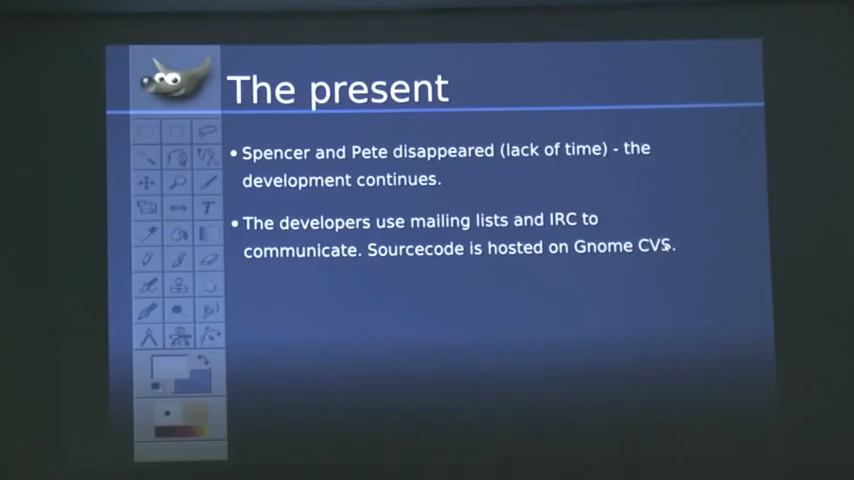 The present
• Spencer and Pete disappeared (lack of time) - the
development continues.
• The developers use mailing lists and IRC to
communicate. Sourcecode is hosted on Gnome CVS.